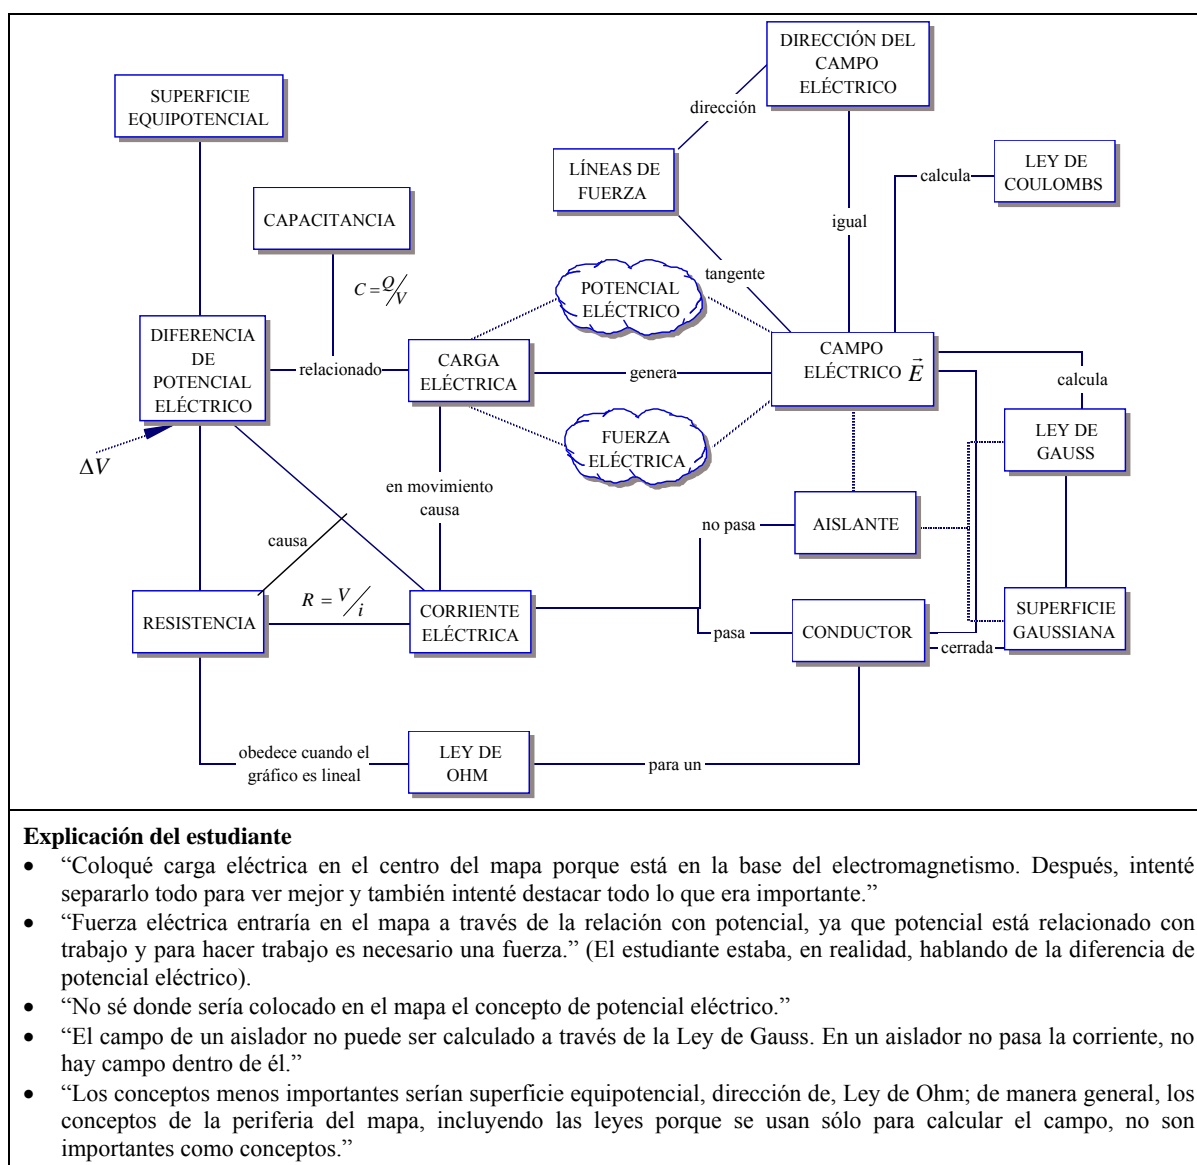 DIRECCIÓN DEL
CAMPO
ELÉCTRICO
SUPERFICIE
EQUIPOTENCIAL
dirección
LÍNEAS DE
FUERZA
calcula
LEY DE
COULOMBS
CAPACITANCIA
igual
tangente
C = Q/V
POTENCIAL
ELÉCTRICO
DIFERENCIA
DE
POTENCIAL
ELÉCTRICO
relacionado
CARGA
ELÉCTRICA
genera
CAMPO
ELÉCTRICO E⃗
calcula
FUERZA
ELÉCTRICA
LEY DE
GAUSS
ΔV
en movimiento
causa
no pasa
AISLANTE
causa
RESISTENCIA
R = V/i
CORRIENTE
ELÉCTRICA
pasa
CONDUCTOR
cerrada
SUPERFICIE
GAUSSIANA
obedece cuando el
gráfico es lineal
LEY DE
OHM
para un
Explicación del estudiante
• “Coloqué carga eléctrica en el centro del mapa porque está en la base del electromagnetismo. Después, intenté
separarlo todo para ver mejor y también intenté destacar todo lo que era importante.”
• “Fuerza eléctrica entraría en el mapa a través de la relación con potencial, ya que potencial está relacionado con
trabajo y para hacer trabajo es necesario una fuerza.” (El estudiante estaba, en realidad, hablando de la diferencia de
potencial eléctrico).
• “No sé donde sería colocado en el mapa el concepto de potencial eléctrico.”
• “El campo de un aislador no puede ser calculado a través de la Ley de Gauss. En un aislador no pasa la corriente, no
hay campo dentro de él.”
• “Los conceptos menos importantes serían superficie equipotencial, dirección de, Ley de Ohm; de manera general, los
conceptos de la periferia del mapa, incluyendo las leyes porque se usan sólo para calcular el campo, no son
importantes como conceptos.”